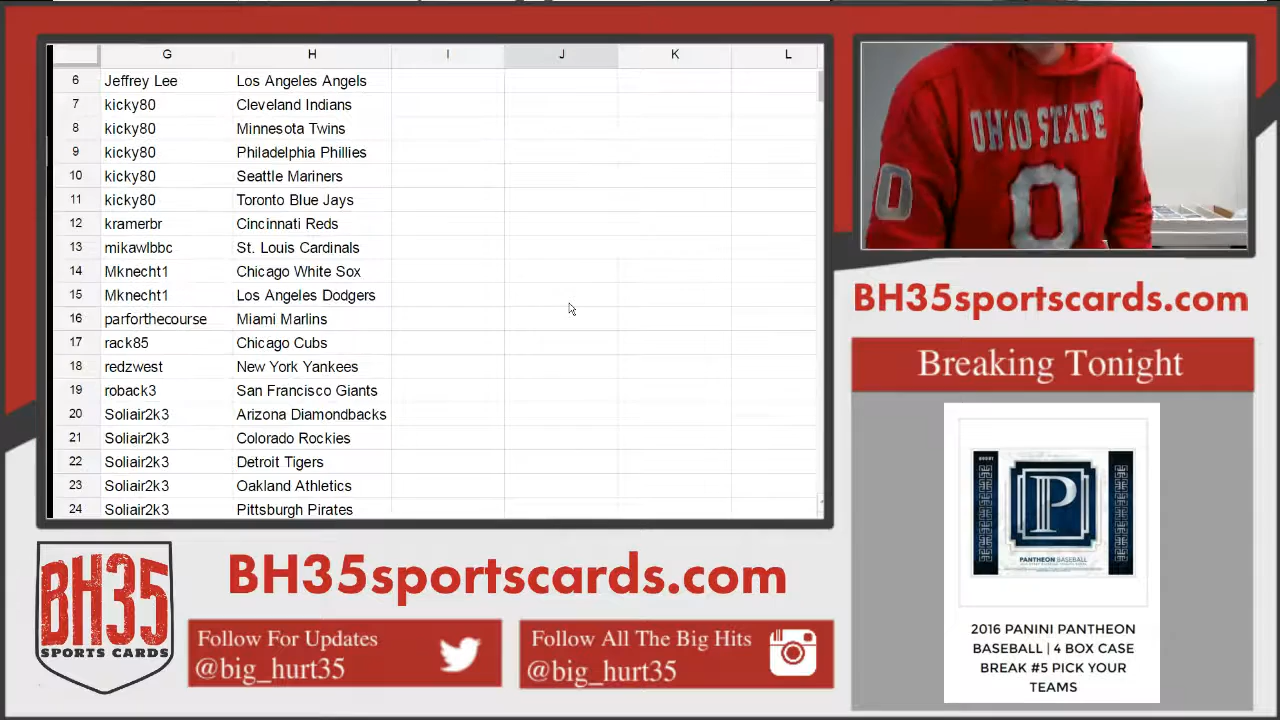 G H I J K L
6 Jeffrey Lee Los Angeles Angels
7 kicky80 Cleveland Indians
8 kicky80 Minnesota Twins
9 kicky80 Philadelphia Phillies
10 kicky80 Seattle Mariners
11 kicky80 Toronto Blue Jays
12 kramerbr Cincinnati Reds
13 mikawlbbc St. Louis Cardinals
14 Mknecht1 Chicago White Sox
15 Mknecht1 Los Angeles Dodgers
16 parforthecourse Miami Marlins
17 rack85 Chicago Cubs
18 redzwest New York Yankees
19 roback3 San Francisco Giants
20 Soliair2k3 Arizona Diamondbacks
21 Soliair2k3 Colorado Rockies
22 Soliair2k3 Detroit Tigers
23 Soliair2k3 Oakland Athletics
24 Soliair2k3 Pittsburgh Pirates
OHIO STATE
0
0
BH35sportscards.com
Breaking Tonight
P
PANTHEON BASEBALL
2016 PANINI PANTHEON
BASEBALL | 4 BOX CASE
BREAK #5 PICK YOUR
TEAMS
BH35
SPORTS CARDS
BH35sportscards.com
Follow For Updates
@big_hurt35
Follow All The Big Hits
@big_hurt35